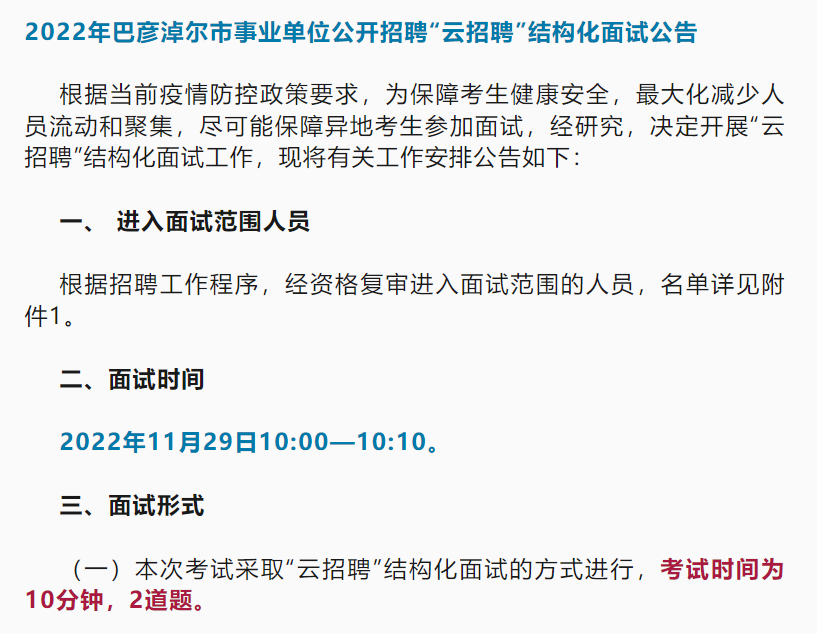 2022年巴彦淖尔市事业单位公开招聘“云招聘”结构化面试公告
根据当前疫情防控政策要求，为保障考生健康安全，最大化减少人
员流动和聚集，尽可能保障异地考生参加面试，经研究，决定开展“云
招聘”结构化面试工作，现将有关工作安排公告如下：
一、 进入面试范围人员
根据招聘工作程序，经资格复审进入面试范围的人员，名单详见附
件1。
二、面试时间
2022年11月29日10:00—10:10。
三、面试形式
（一）本次考试采取“云招聘”结构化面试的方式进行，考试时间为
10分钟，2道题。